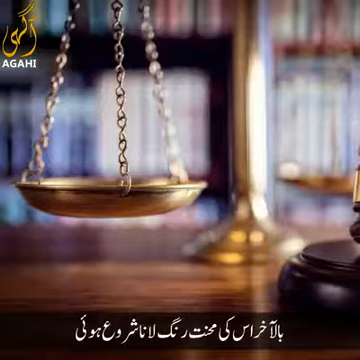 آگہی
AGAHI
بالآخر اس کی محنت رنگ لانا شروع ہوئی